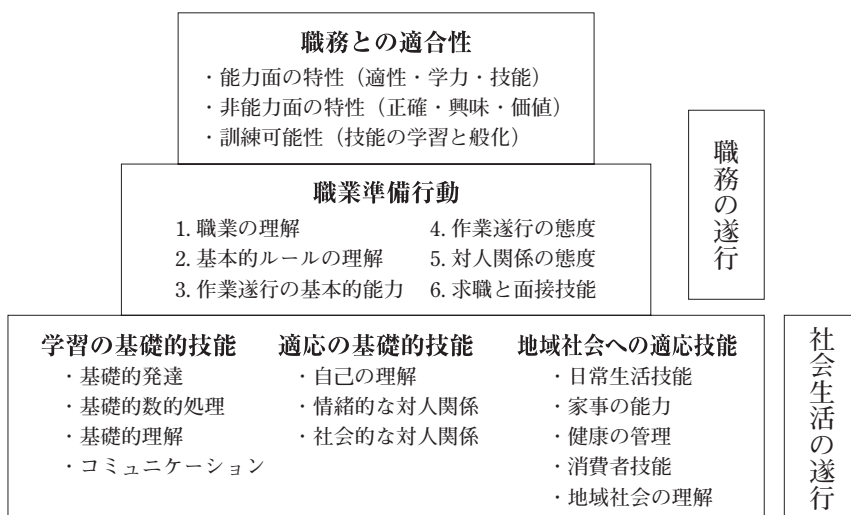 職務との適合性
・能力面の特性（適性・学力・技能）
・非能力面の特性（正確・興味・価値）
・訓練可能性（技能の学習と般化）
職業準備行動
1. 職業の理解
2. 基本的ルールの理解
3. 作業遂行の基本的能力
4. 作業遂行の態度
5. 対人関係の態度
6. 求職と面接技能
職務の遂行
学習の基礎的技能
・基礎的発達
・基礎的数的処理
・基礎的理解
・コミュニケーション
適応の基礎的技能
・自己の理解
・情緒的な対人関係
・社会的な対人関係
地域社会への適応技能
・日常生活技能
・家事の能力
・健康の管理
・消費者技能
・地域社会の理解
社会生活の遂行